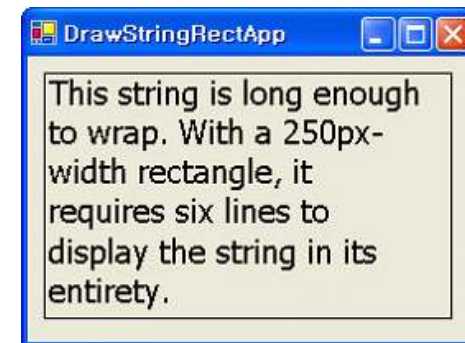 DrawStringRectApp
This string is long enough
to wrap. With a 250px-
width rectangle, it
requires six lines to
display the string in its
entirety.